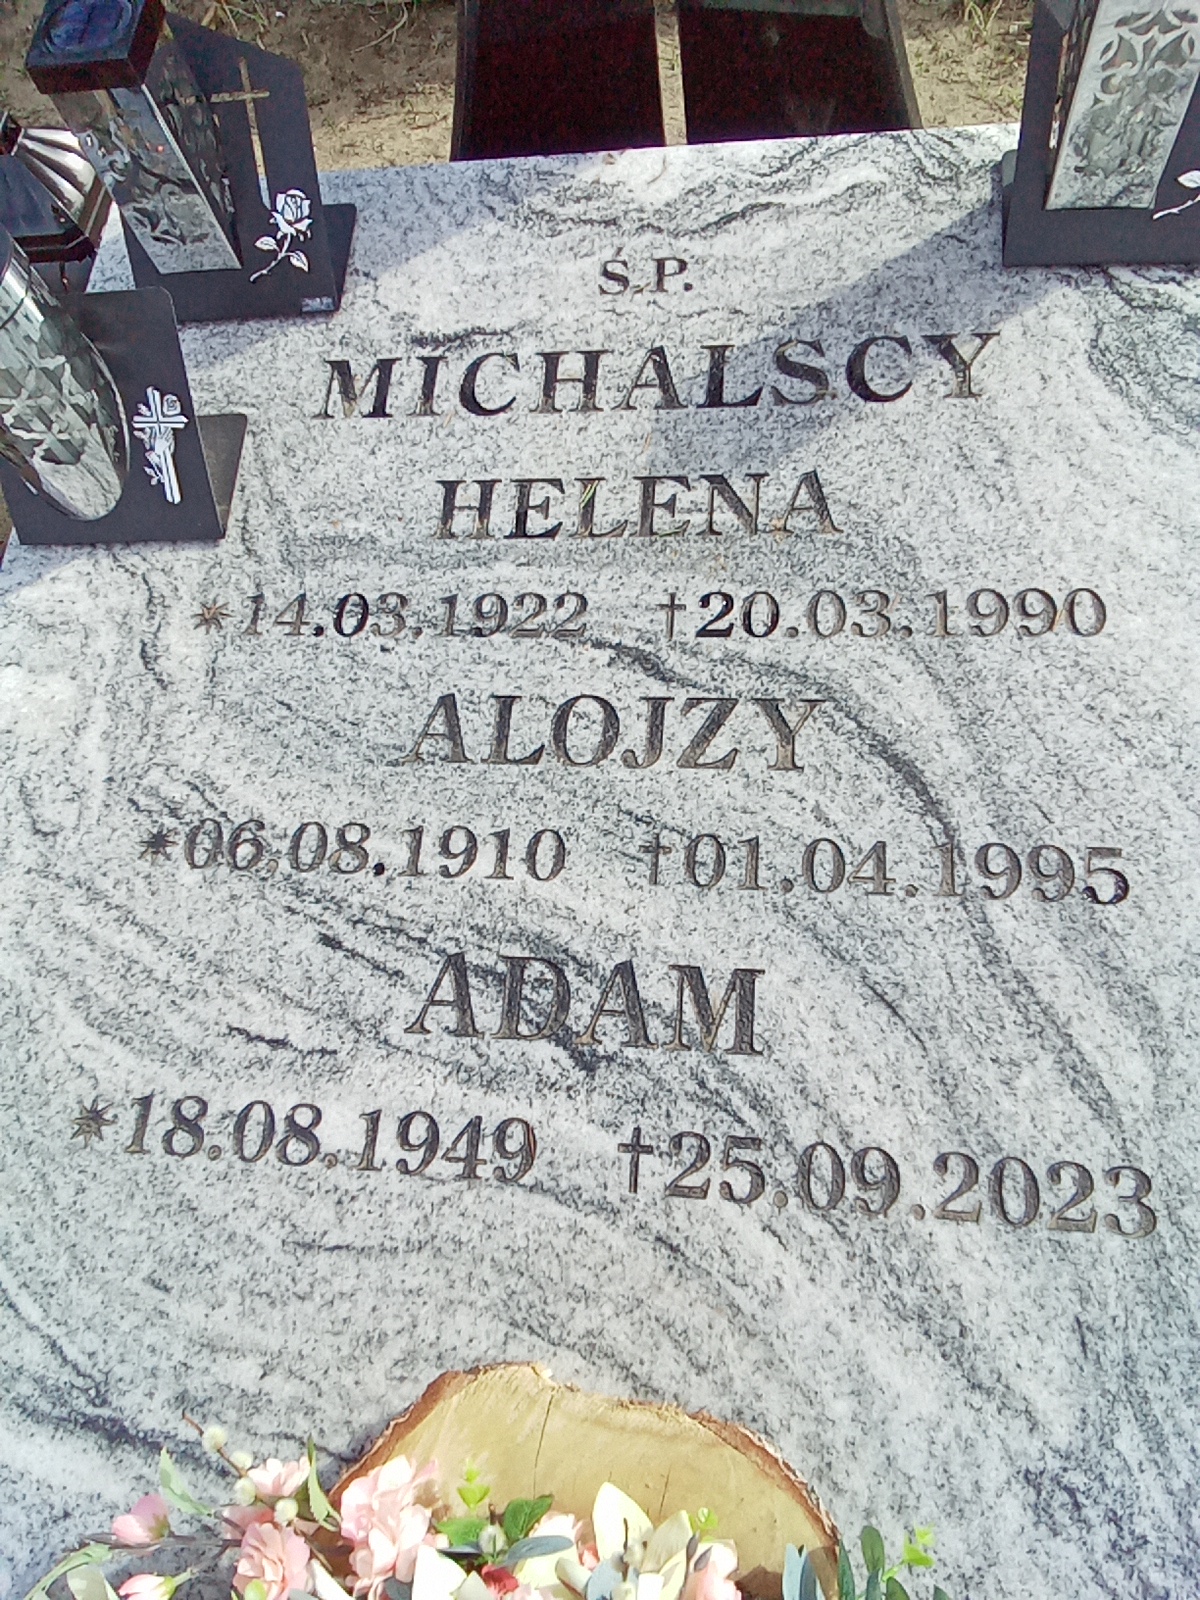 Ś.P.
MICHALSCY
HELENA
*14.03.1922 †20.03.1990
ALOJZY
*06.08.1910 †01.04.1995
ADAM
*18.08.1949 †25.09.2023